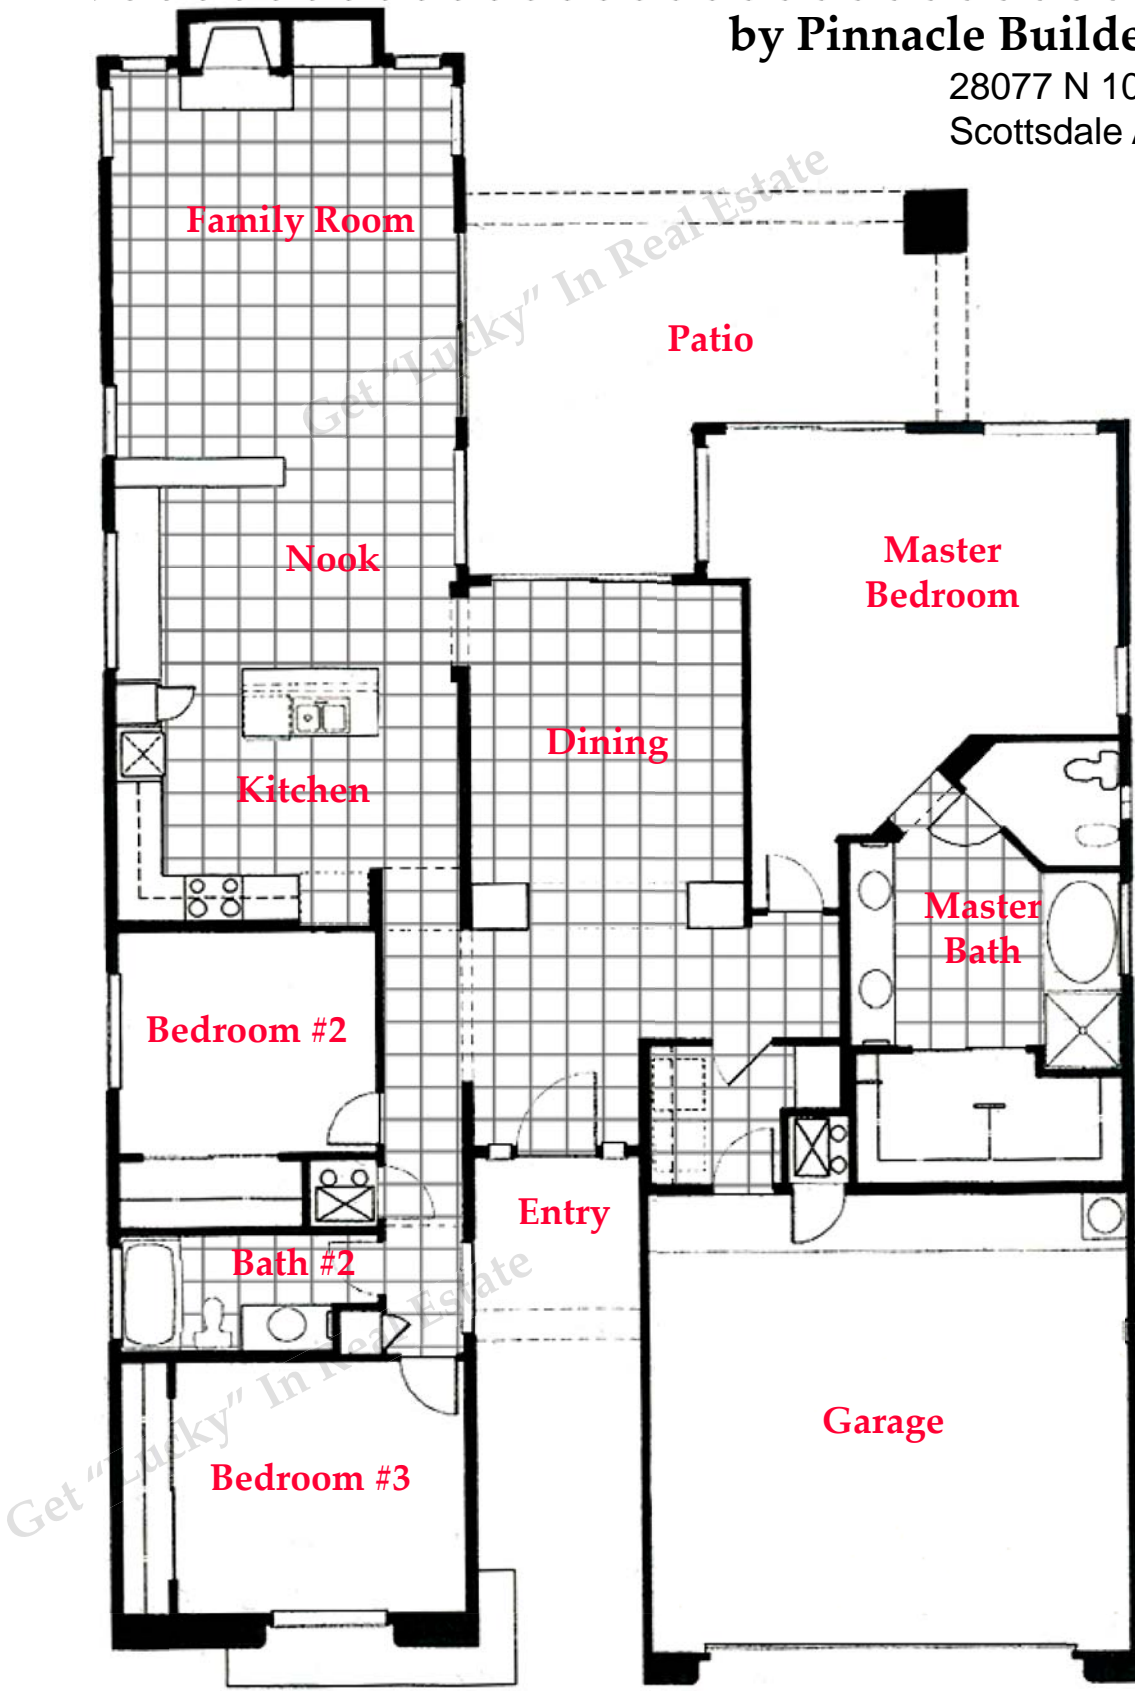 by Pinnacle Builde
28077 N 10
Scottsdale
Get "Lucky" In Real Estate
Family Room
Patio
Nook
Master
Bedroom
Dining
Kitchen
Master
Bath
Bedroom #2
Entry
Bath #2
Get "Lucky" In Real Estate
Garage
Bedroom #3